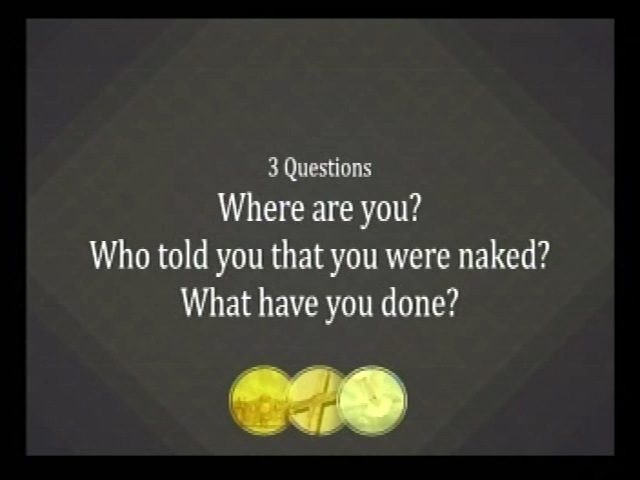 3 Questions
Where are you?
Who told you that you were naked?
What have you done?